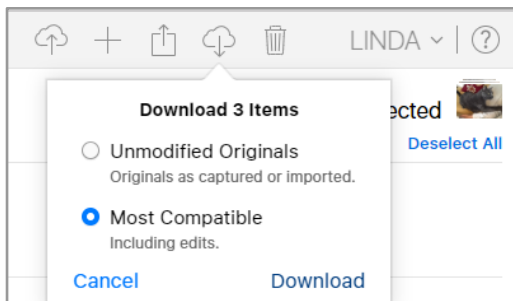 LINDA
Download 3 Items
ected
Deselect All
Unmodified Originals
Originals as captured or imported.
Most Compatible
Including edits.
Cancel Download